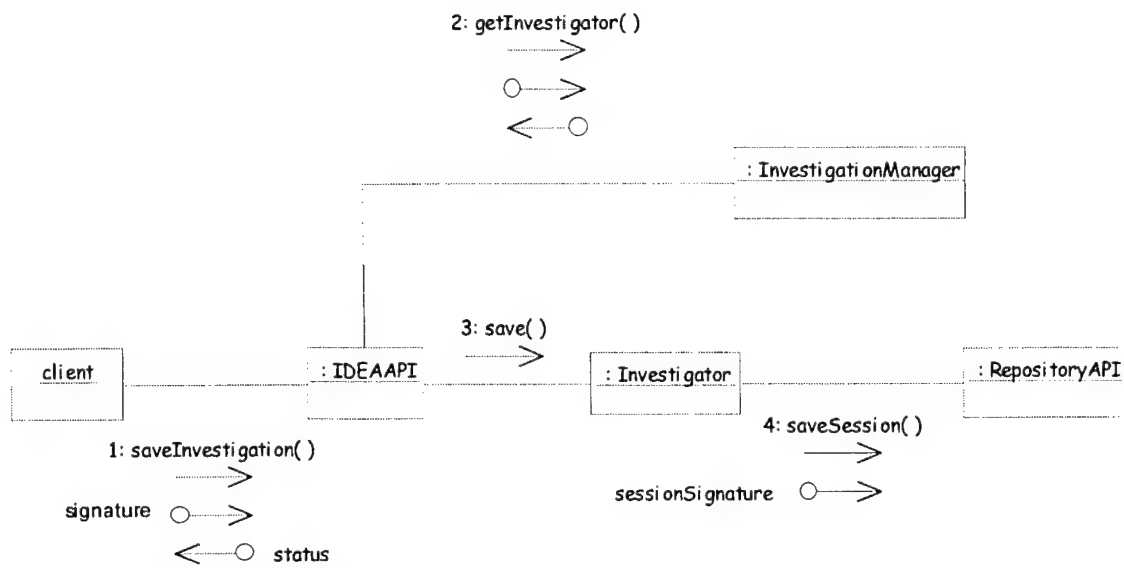 2: getInvestigator( )
: InvestigationManager
3: save( )
client
: IDEAAPI
: Investigator
: RepositoryAPI
1: saveInvestigation( )
4: saveSession( )
signature
sessionSignature
status